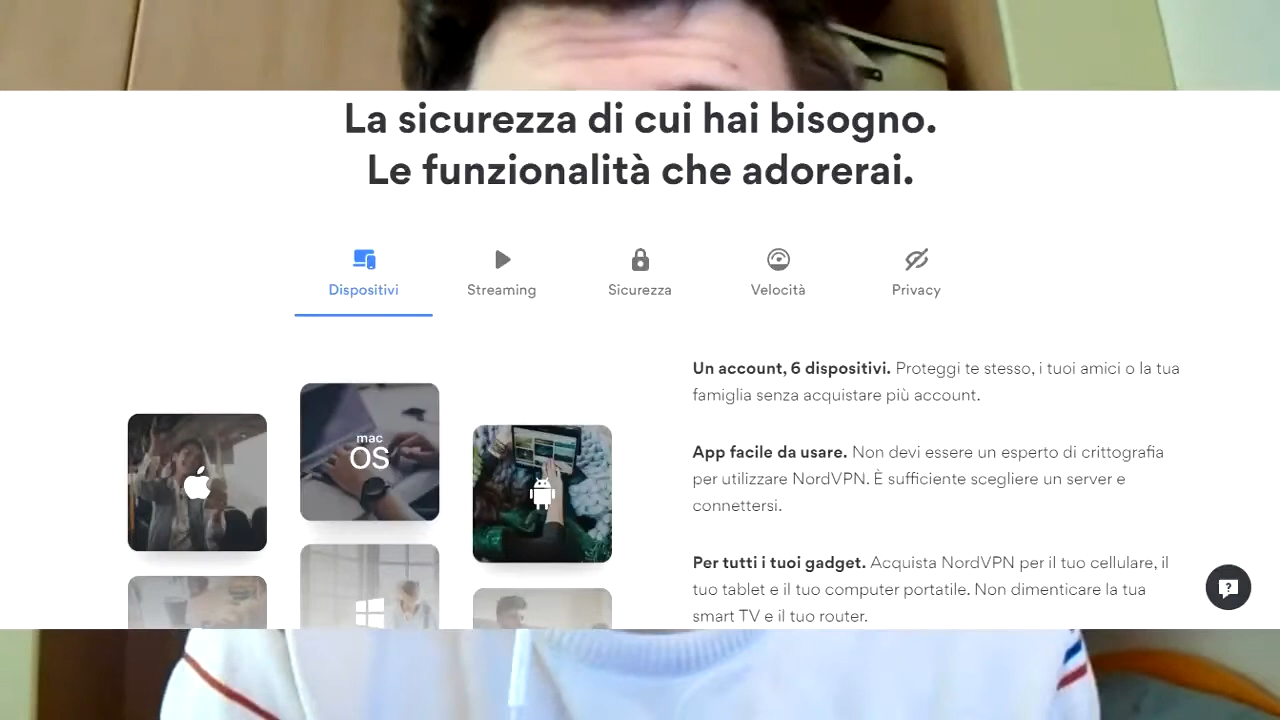 La sicurezza di cui hai bisogno.
Le funzionalità che adorerai.
Dispositivi
Streaming
Sicurezza
Velocità
Privacy
Un account, 6 dispositivi. Proteggi te stesso, i tuoi amici o la tua
famiglia senza acquistare più account.
mac
OS
App facile da usare. Non devi essere un esperto di crittografia
per utilizzare NordVPN. È sufficiente scegliere un server e
connettersi.
Per tutti i tuoi gadget. Acquista NordVPN per il tuo cellulare, il
tuo tablet e il tuo computer portatile. Non dimenticare la tua
smart TV e il tuo router.